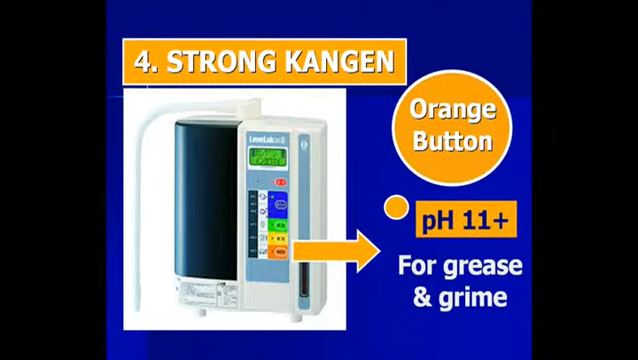 4. STRONG KANGEN
Orange
Button
LeveLuk
pH 11+
For grease
& grime